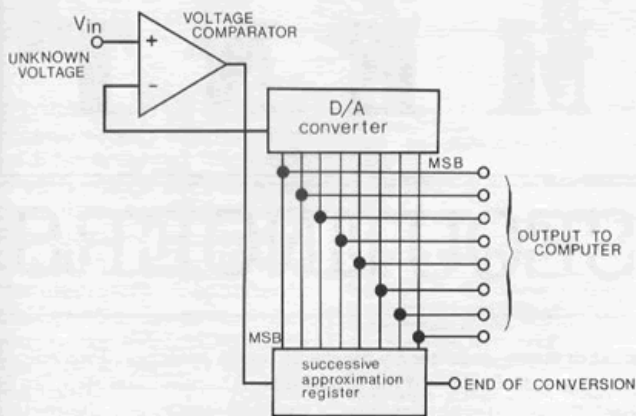 Vin
+
-
UNKNOWN
VOLTAGE
VOLTAGE
COMPARATOR
D/A
converter
MSB
OUTPUT TO
COMPUTER
MSB
successive
approximation
register
END OF CONVERSION